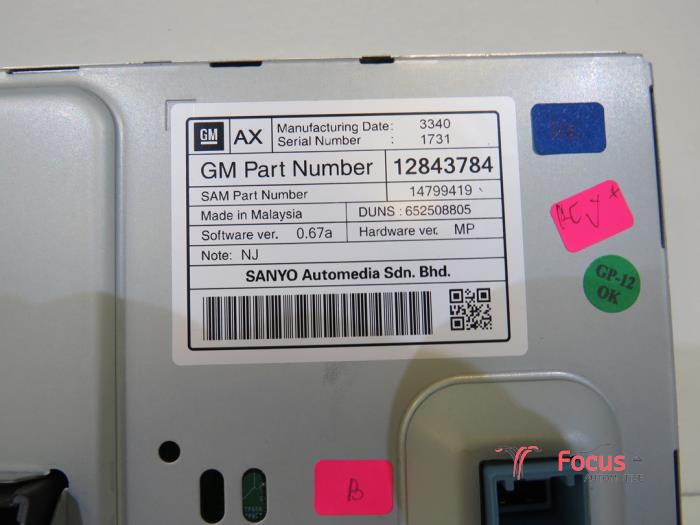 GM AX Manufacturing Date: 3340
Serial Number : 1731
GM Part Number 12843784
SAM Part Number 14799419
Made in Malaysia DUNS : 652508805
Software ver. 0.67a Hardware ver. MP
Note: NJ
SANYO Automedia Sdn. Bhd.
GP-12
OK
B
Focus
AUTOMOTIVE